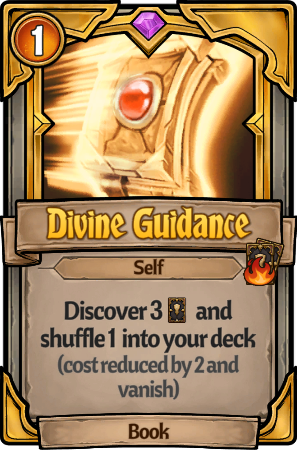 1
Divine Guidance
Self
Discover 3 and
shuffle 1 into your deck
(cost reduced by 2 and
vanish)
Book